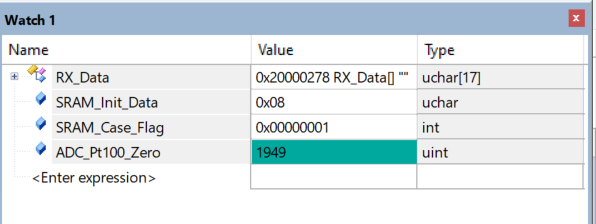 Watch 1
Name Value Type
RX_Data 0x20000278 RX_Data[] "" uchar[17]
SRAM_Init_Data 0x08 uchar
SRAM_Case_Flag 0x00000001 int
ADC_Pt100_Zero 1949 uint
<Enter expression>